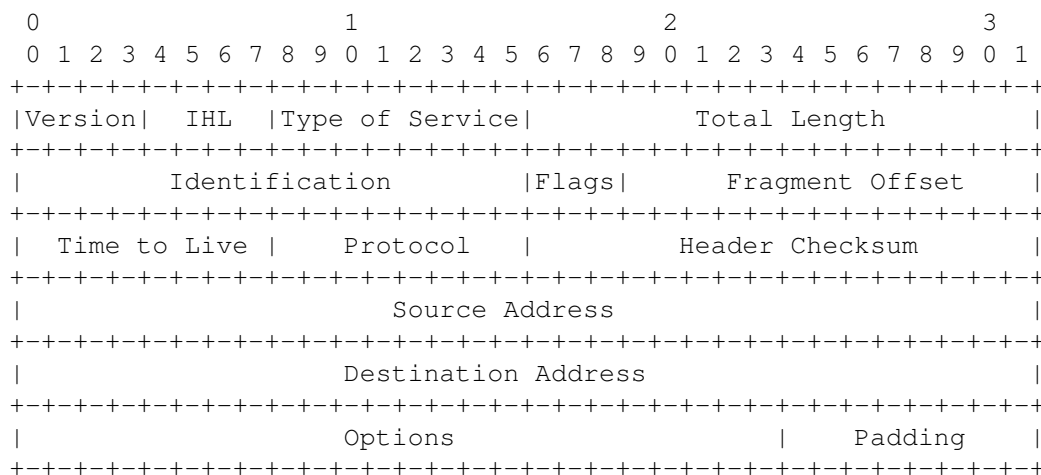 0                   1                   2                   3
 0 1 2 3 4 5 6 7 8 9 0 1 2 3 4 5 6 7 8 9 0 1 2 3 4 5 6 7 8 9 0 1
+-+-+-+-+-+-+-+-+-+-+-+-+-+-+-+-+-+-+-+-+-+-+-+-+-+-+-+-+-+-+-+-+
|Version|  IHL  |Type of Service|          Total Length         |
+-+-+-+-+-+-+-+-+-+-+-+-+-+-+-+-+-+-+-+-+-+-+-+-+-+-+-+-+-+-+-+-+
|         Identification        |Flags|      Fragment Offset    |
+-+-+-+-+-+-+-+-+-+-+-+-+-+-+-+-+-+-+-+-+-+-+-+-+-+-+-+-+-+-+-+-+
|  Time to Live |    Protocol   |         Header Checksum       |
+-+-+-+-+-+-+-+-+-+-+-+-+-+-+-+-+-+-+-+-+-+-+-+-+-+-+-+-+-+-+-+-+
|                       Source Address                          |
+-+-+-+-+-+-+-+-+-+-+-+-+-+-+-+-+-+-+-+-+-+-+-+-+-+-+-+-+-+-+-+-+
|                    Destination Address                        |
+-+-+-+-+-+-+-+-+-+-+-+-+-+-+-+-+-+-+-+-+-+-+-+-+-+-+-+-+-+-+-+-+
|                    Options                    |    Padding    |
+-+-+-+-+-+-+-+-+-+-+-+-+-+-+-+-+-+-+-+-+-+-+-+-+-+-+-+-+-+-+-+-+